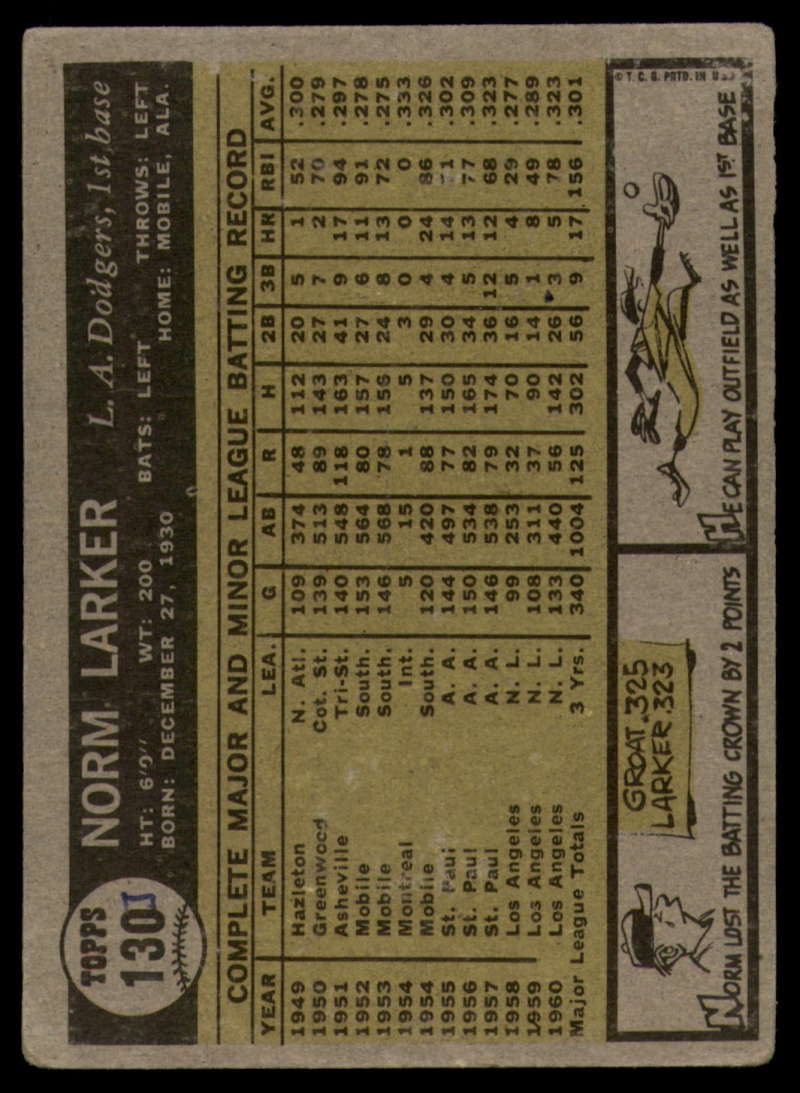 TOPPS
130
NORM LARKER L. A. Dodgers, 1st base
HT: 6'0" WT: 200 BATS: LEFT THROWS: LEFT
BORN: DECEMBER 27, 1930 HOME: MOBILE, ALA.
COMPLETE MAJOR AND MINOR LEAGUE BATTING RECORD
YEAR TEAM LEA. G AB R H 2B 3B HR RBI AVG.
1949 Hazleton N. Atl. 109 374 48 112 20 5 1 52 .300
1950 Greenwood Cot. St. 139 513 89 143 27 7 2 70 .279
1951 Asheville Tri-St. 140 548 118 163 41 9 17 94 .297
1952 Mobile South. 153 564 80 157 27 6 11 91 .278
1953 Mobile South. 146 568 78 156 24 8 13 72 .275
1954 Montreal Int. 5 15 1 5 3 0 0 0 .333
1954 Mobile South. 120 420 88 137 29 4 24 86 .326
1955 St. Paul A. A. 144 497 77 150 30 4 14 71 .302
1956 St. Paul A. A. 150 534 82 165 34 5 13 77 .309
1957 St. Paul A. A. 146 538 79 174 36 12 12 68 .323
1958 Los Angeles N. L. 99 253 32 70 16 5 4 29 .277
1959 Los Angeles N. L. 108 311 37 90 14 1 8 49 .289
1960 Los Angeles N. L. 133 440 56 142 26 3 5 78 .323
Major League Totals 3 Yrs. 340 1004 125 302 56 9 17 156 .301
GROAT .325
LARKER .323
NORM LOST THE BATTING CROWN BY 2 POINTS
© T. C. G. PRTD. IN U.S.A.
HE CAN PLAY OUTFIELD AS WELL AS 1ST BASE